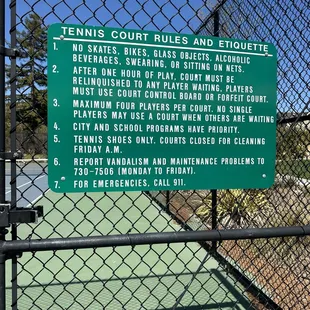 TENNIS COURT RULES AND ETIQUETTE
1. NO SKATES, BIKES, GLASS OBJECTS, ALCOHOLIC
BEVERAGES, SWEARING, OR SITTING ON NETS.
2. AFTER ONE HOUR OF PLAY, COURT MUST BE
RELINQUISHED TO ANY PLAYER WAITING. PLAYERS
MUST USE COURT CONTROL BOARD OR FORFEIT COURT.
3. MAXIMUM FOUR PLAYERS PER COURT. NO SINGLE
PLAYERS MAY USE A COURT WHEN OTHERS ARE WAITING
4. CITY AND SCHOOL PROGRAMS HAVE PRIORITY.
5. TENNIS SHOES ONLY. COURTS CLOSED FOR CLEANING
FRIDAY A.M.
6. REPORT VANDALISM AND MAINTENANCE PROBLEMS TO
730-7506 (MONDAY TO FRIDAY).
7. FOR EMERGENCIES, CALL 911.